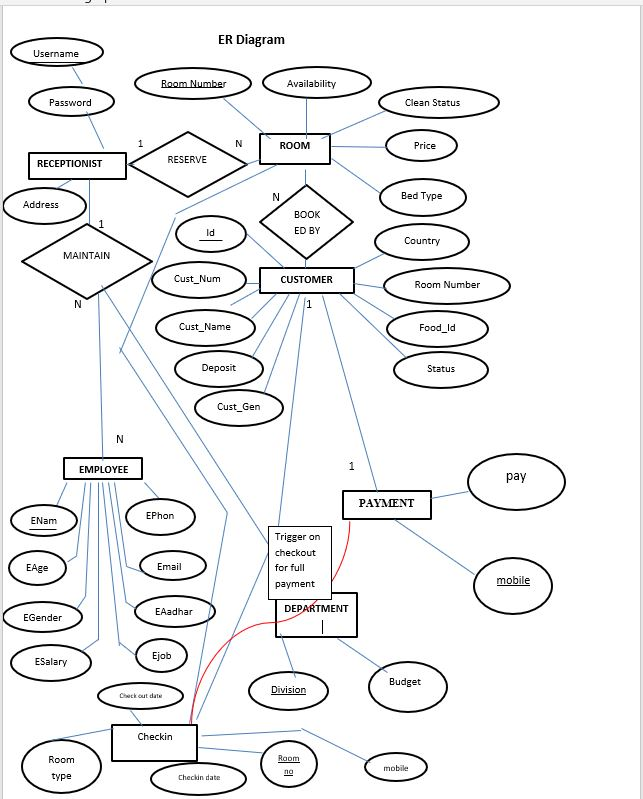 ER Diagram
Username
Password
Room Number
Availability
Clean Status
Price
Bed Type
RECEPTIONIST
1
RESERVE
N
ROOM
Address
1
MAINTAIN
N
N
BOOK
ED BY
Id
Country
Cust_Num
CUSTOMER
Room Number
1
Cust_Name
Food_Id
Deposit
Status
Cust_Gen
N
EMPLOYEE
1
pay
PAYMENT
ENam
EPhon
EAge
Email
EGender
EAadhar
ESalary
Ejob
Trigger on
checkout
for full
payment
DEPARTMENT
mobile
Division
Budget
Check out date
Checkin
Room
type
Checkin date
Room
no
mobile